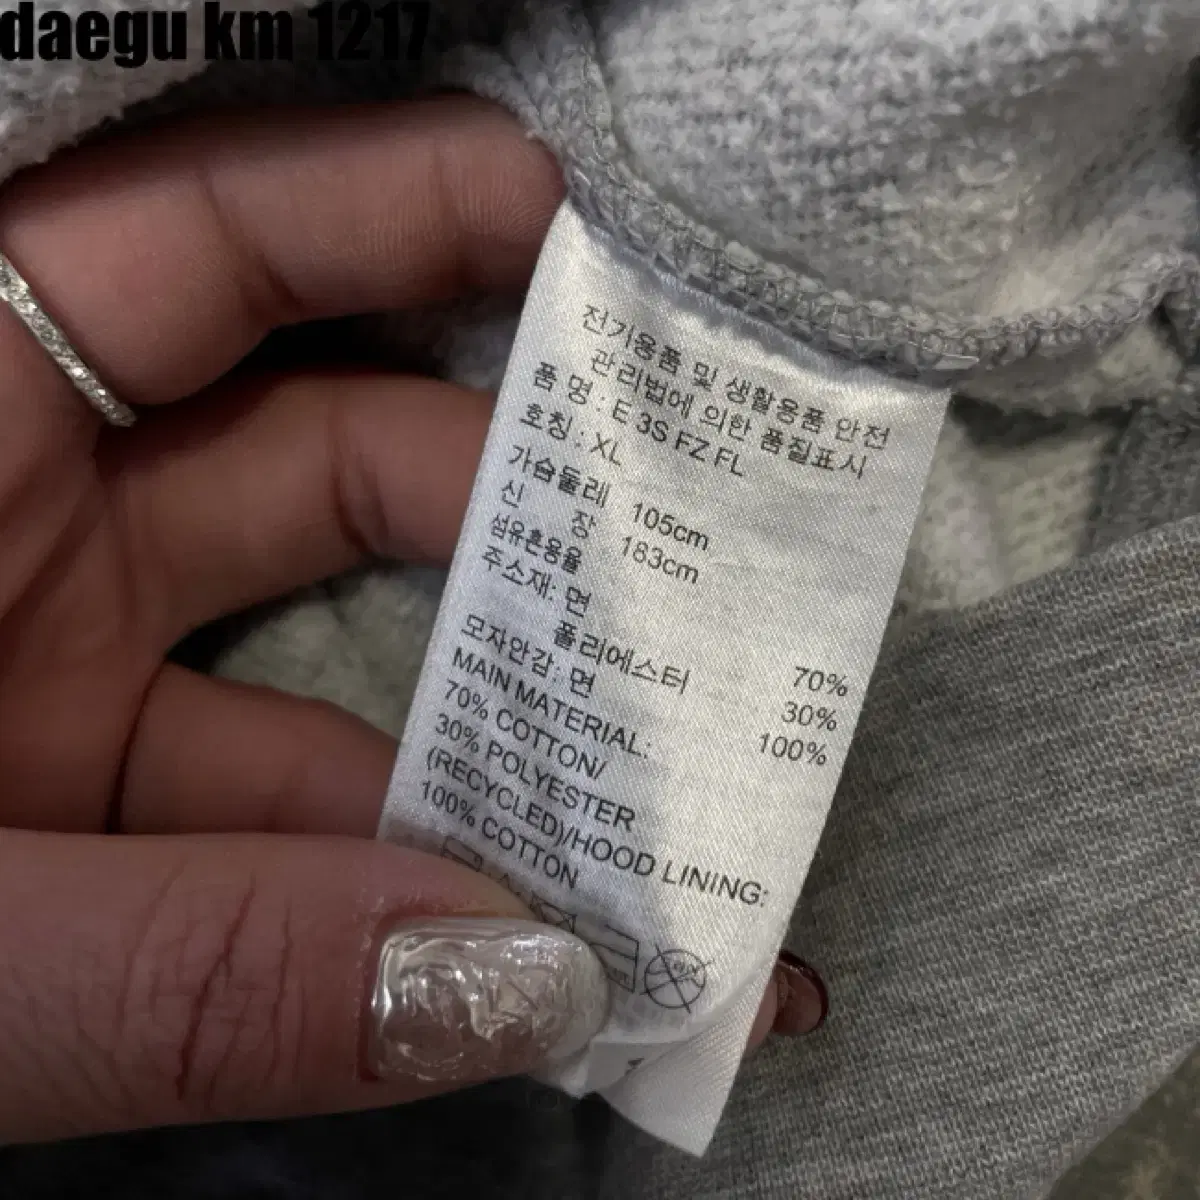 daegu km 1217
전기용품 및 생활용품 안전
관리법에 의한 품질표시
품 명 : E 3S FZ FL
호칭 : XL
가슴둘레 105cm
신 장 183cm
섬유혼용율
주소재: 면 70%
폴리에스터 30%
모자안감: 면 100%
MAIN MATERIAL:
70% COTTON/
30% POLYESTER
(RECYCLED)/HOOD LINING:
100% COTTON